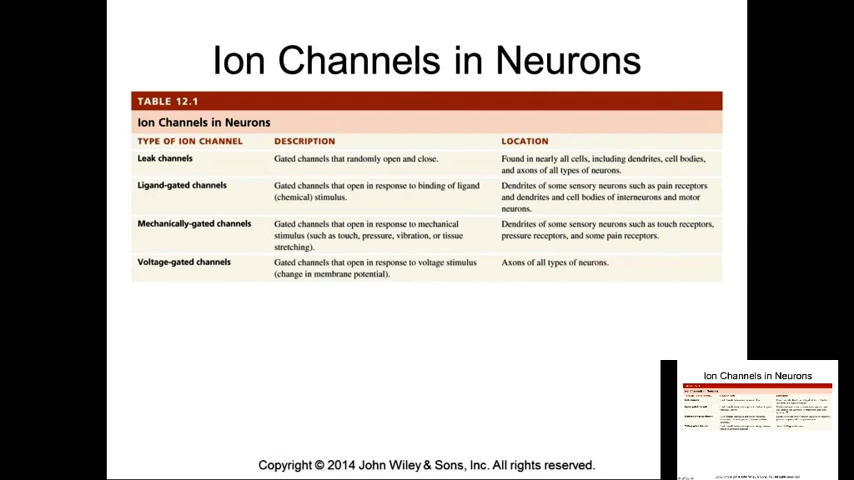 Ion Channels in Neurons
TABLE 12.1
Ion Channels in Neurons
TYPE OF ION CHANNEL DESCRIPTION LOCATION
Leak channels
Gated channels that randomly open and close.
Found in nearly all cells, including dendrites, cell bodies,
and axons of all types of neurons.
Ligand-gated channels
Gated channels that open in response to binding of ligand
(chemical) stimulus.
Dendrites of some sensory neurons such as pain receptors
and dendrites and cell bodies of interneurons and motor
neurons.
Mechanically-gated channels
Gated channels that open in response to mechanical
stimulus (such as touch, pressure, vibration, or tissue
stretching).
Dendrites of some sensory neurons such as touch receptors,
pressure receptors, and some pain receptors.
Voltage-gated channels
Gated channels that open in response to voltage stimulus
(change in membrane potential).
Axons of all types of neurons.
Copyright © 2014 John Wiley & Sons, Inc. All rights reserved.
Ion Channels in Neurons